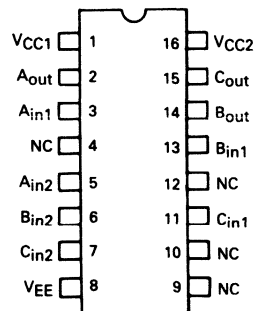 VCC1 1 16 VCC2
Aout 2 15 Cout
Ain1 3 14 Bout
NC 4 13 Bin1
Ain2 5 12 NC
Bin2 6 11 Cin1
Cin2 7 10 NC
VEE 8 9 NC